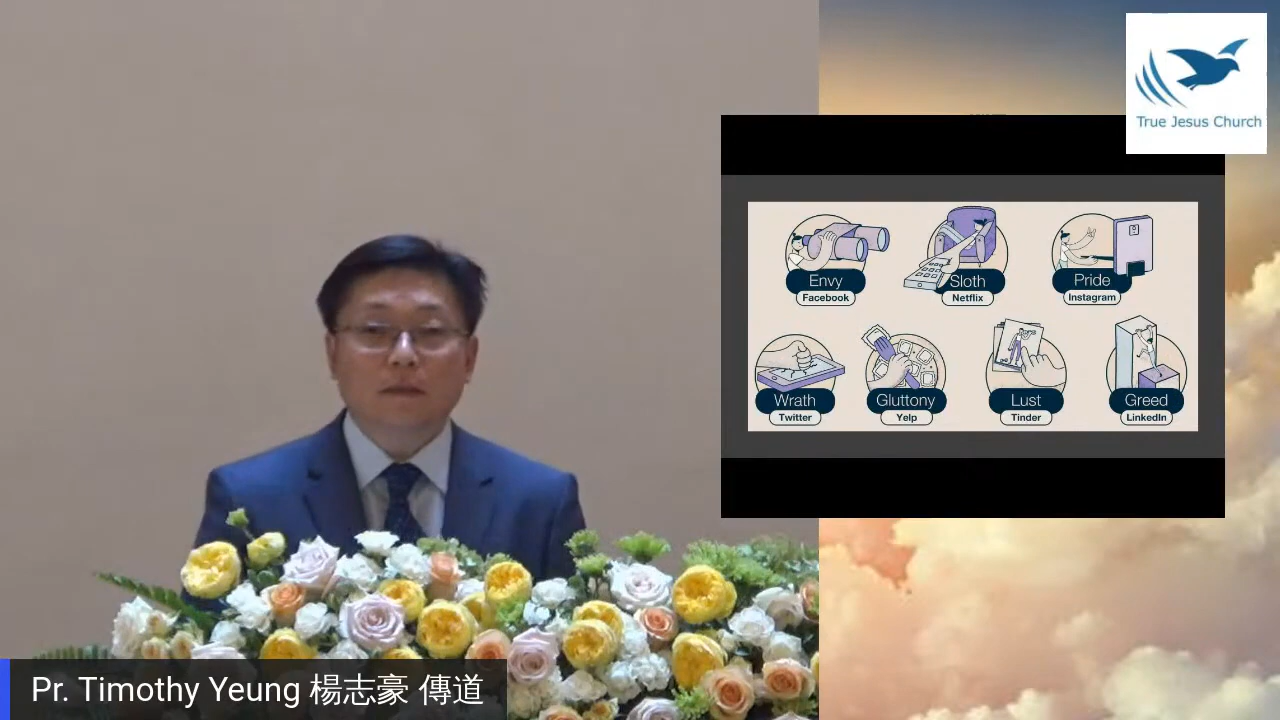 True Jesus Church
Envy
Facebook
Sloth
Netflix
Pride
Instagram
Wrath
Twitter
Gluttony
Yelp
Lust
Tinder
Greed
LinkedIn
Pr. Timothy Yeung 楊志豪 傳道